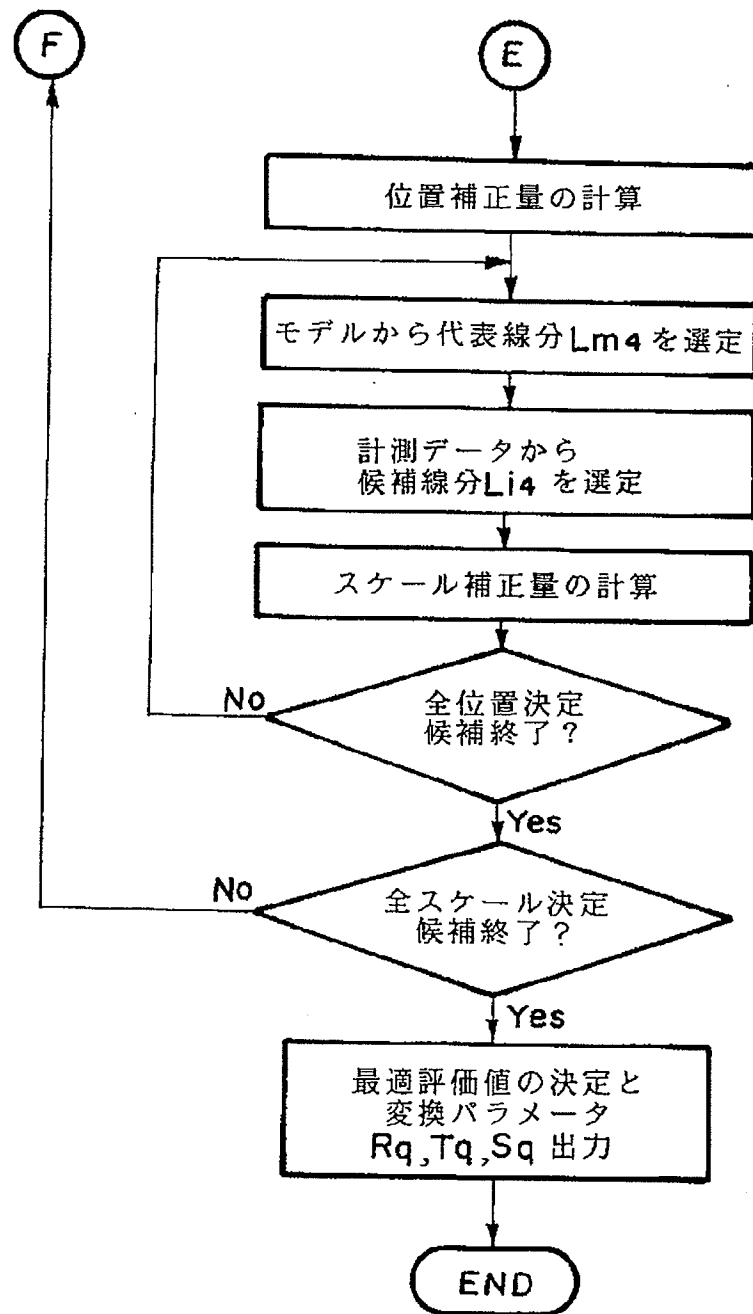 F
E
位置補正量の計算
モデルから代表線分Lm4を選定
計測データから
候補線分Li4を選定
スケール補正量の計算
No
全位置決定
候補終了?
Yes
No
全スケール決定
候補終了?
Yes
最適評価値の決定と
変換パラメータ
Rq,Tq,Sq出力
END